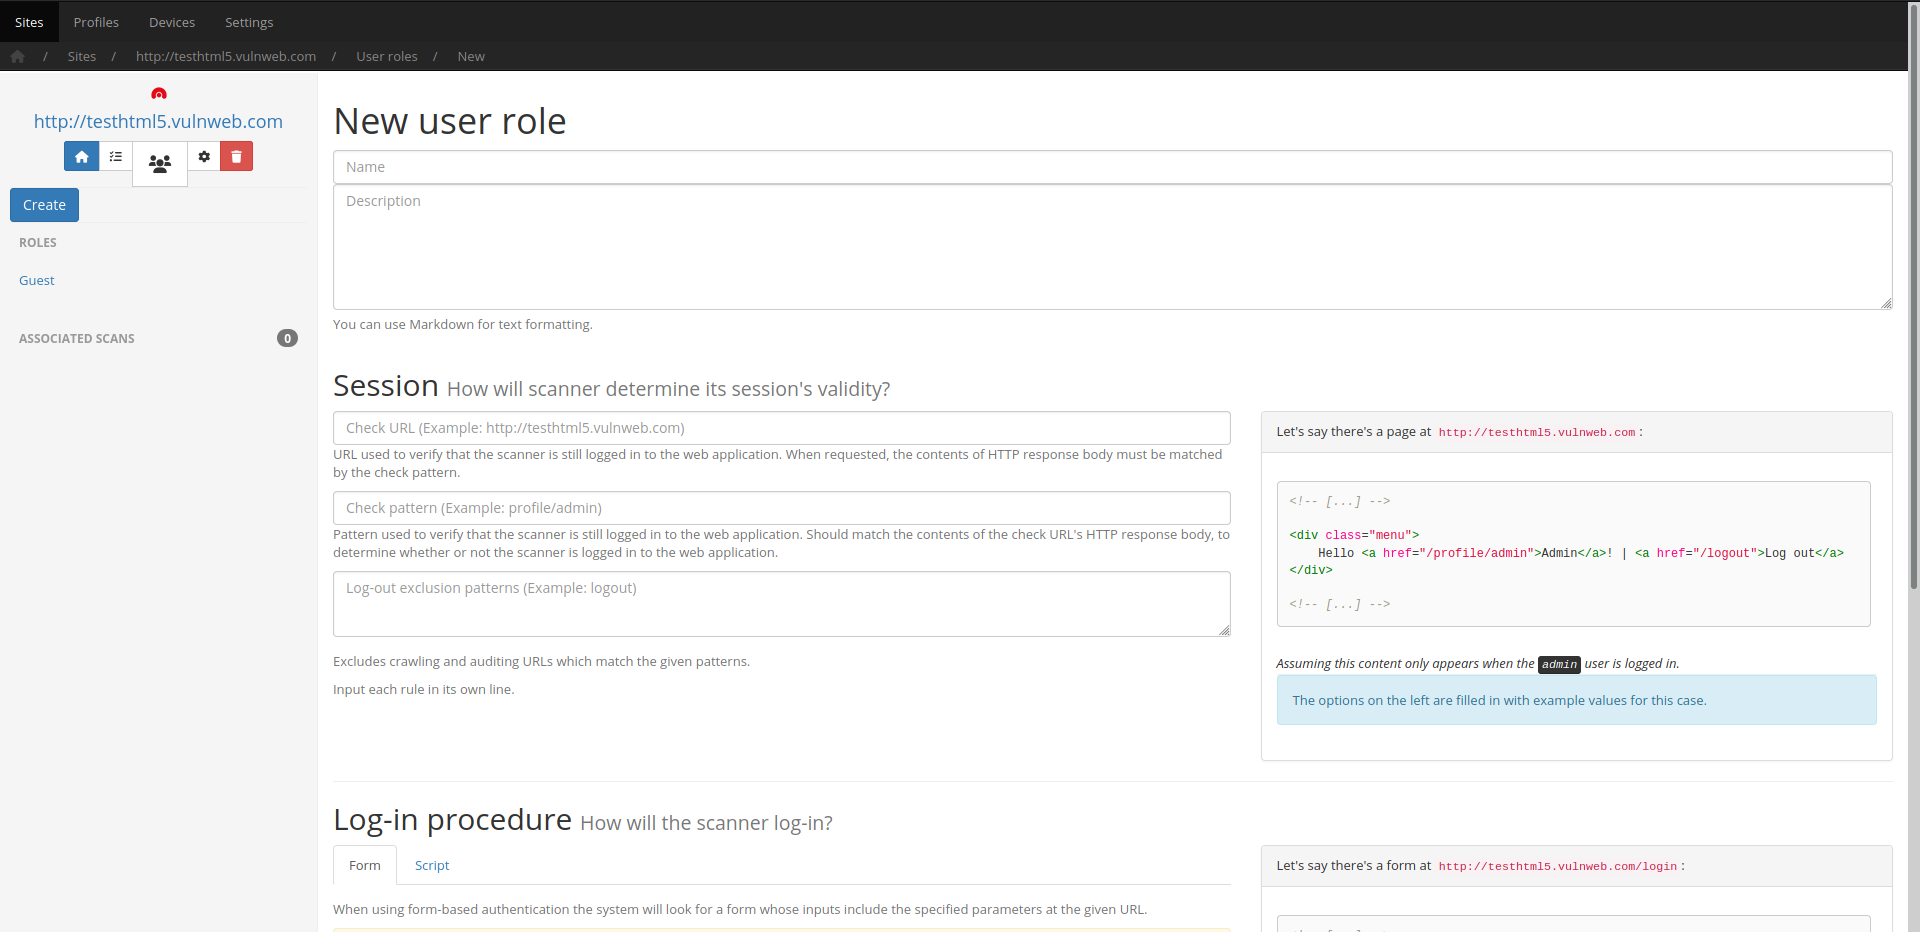 Sites Profiles Devices Settings
/ Sites / http://testhtml5.vulnweb.com / User roles / New
http://testhtml5.vulnweb.com
Create
ROLES
Guest
ASSOCIATED SCANS 0
New user role
Name
Description
You can use Markdown for text formatting.
Session How will scanner determine its session's validity?
Check URL (Example: http://testhtml5.vulnweb.com)
URL used to verify that the scanner is still logged in to the web application. When requested, the contents of HTTP response body must be matched
by the check pattern.
Check pattern (Example: profile/admin)
Pattern used to verify that the scanner is still logged in to the web application. Should match the contents of the check URL's HTTP response body, to
determine whether or not the scanner is logged in to the web application.
Log-out exclusion patterns (Example: logout)
Excludes crawling and auditing URLs which match the given patterns.
Input each rule in its own line.
Let's say there's a page at http://testhtml5.vulnweb.com :
<!-- [...] -->
<div class="menu">
Hello <a href="/profile/admin">Admin</a>! | <a href="/logout">Log out</a>
</div>
<!-- [...] -->
Assuming this content only appears when the admin user is logged in.
The options on the left are filled in with example values for this case.
Log-in procedure How will the scanner log-in?
Form Script
When using form-based authentication the system will look for a form whose inputs include the specified parameters at the given URL.
Let's say there's a form at http://testhtml5.vulnweb.com/login :